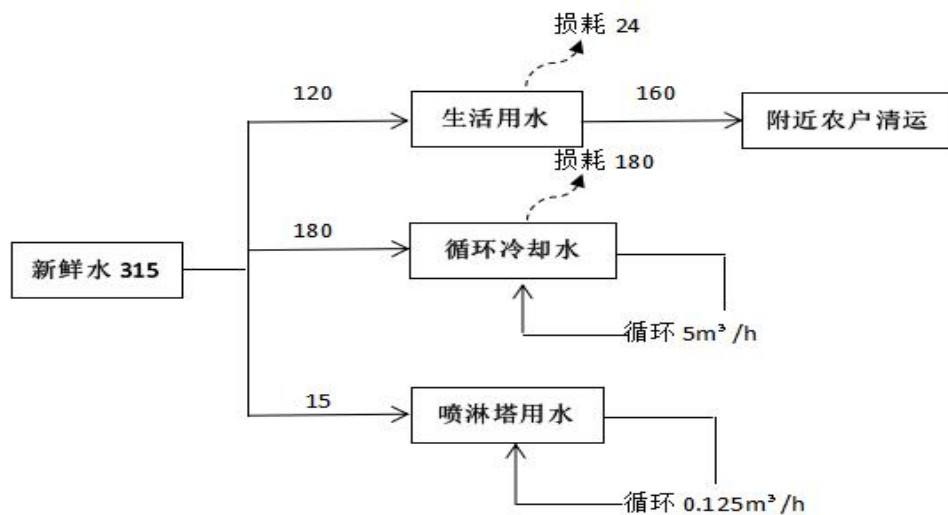 损耗 24
120
生活用水
160
附近农户清运
损耗 180
180
循环冷却水
新鲜水 315
循环 5m³/h
15
喷淋塔用水
循环 0.125m³/h